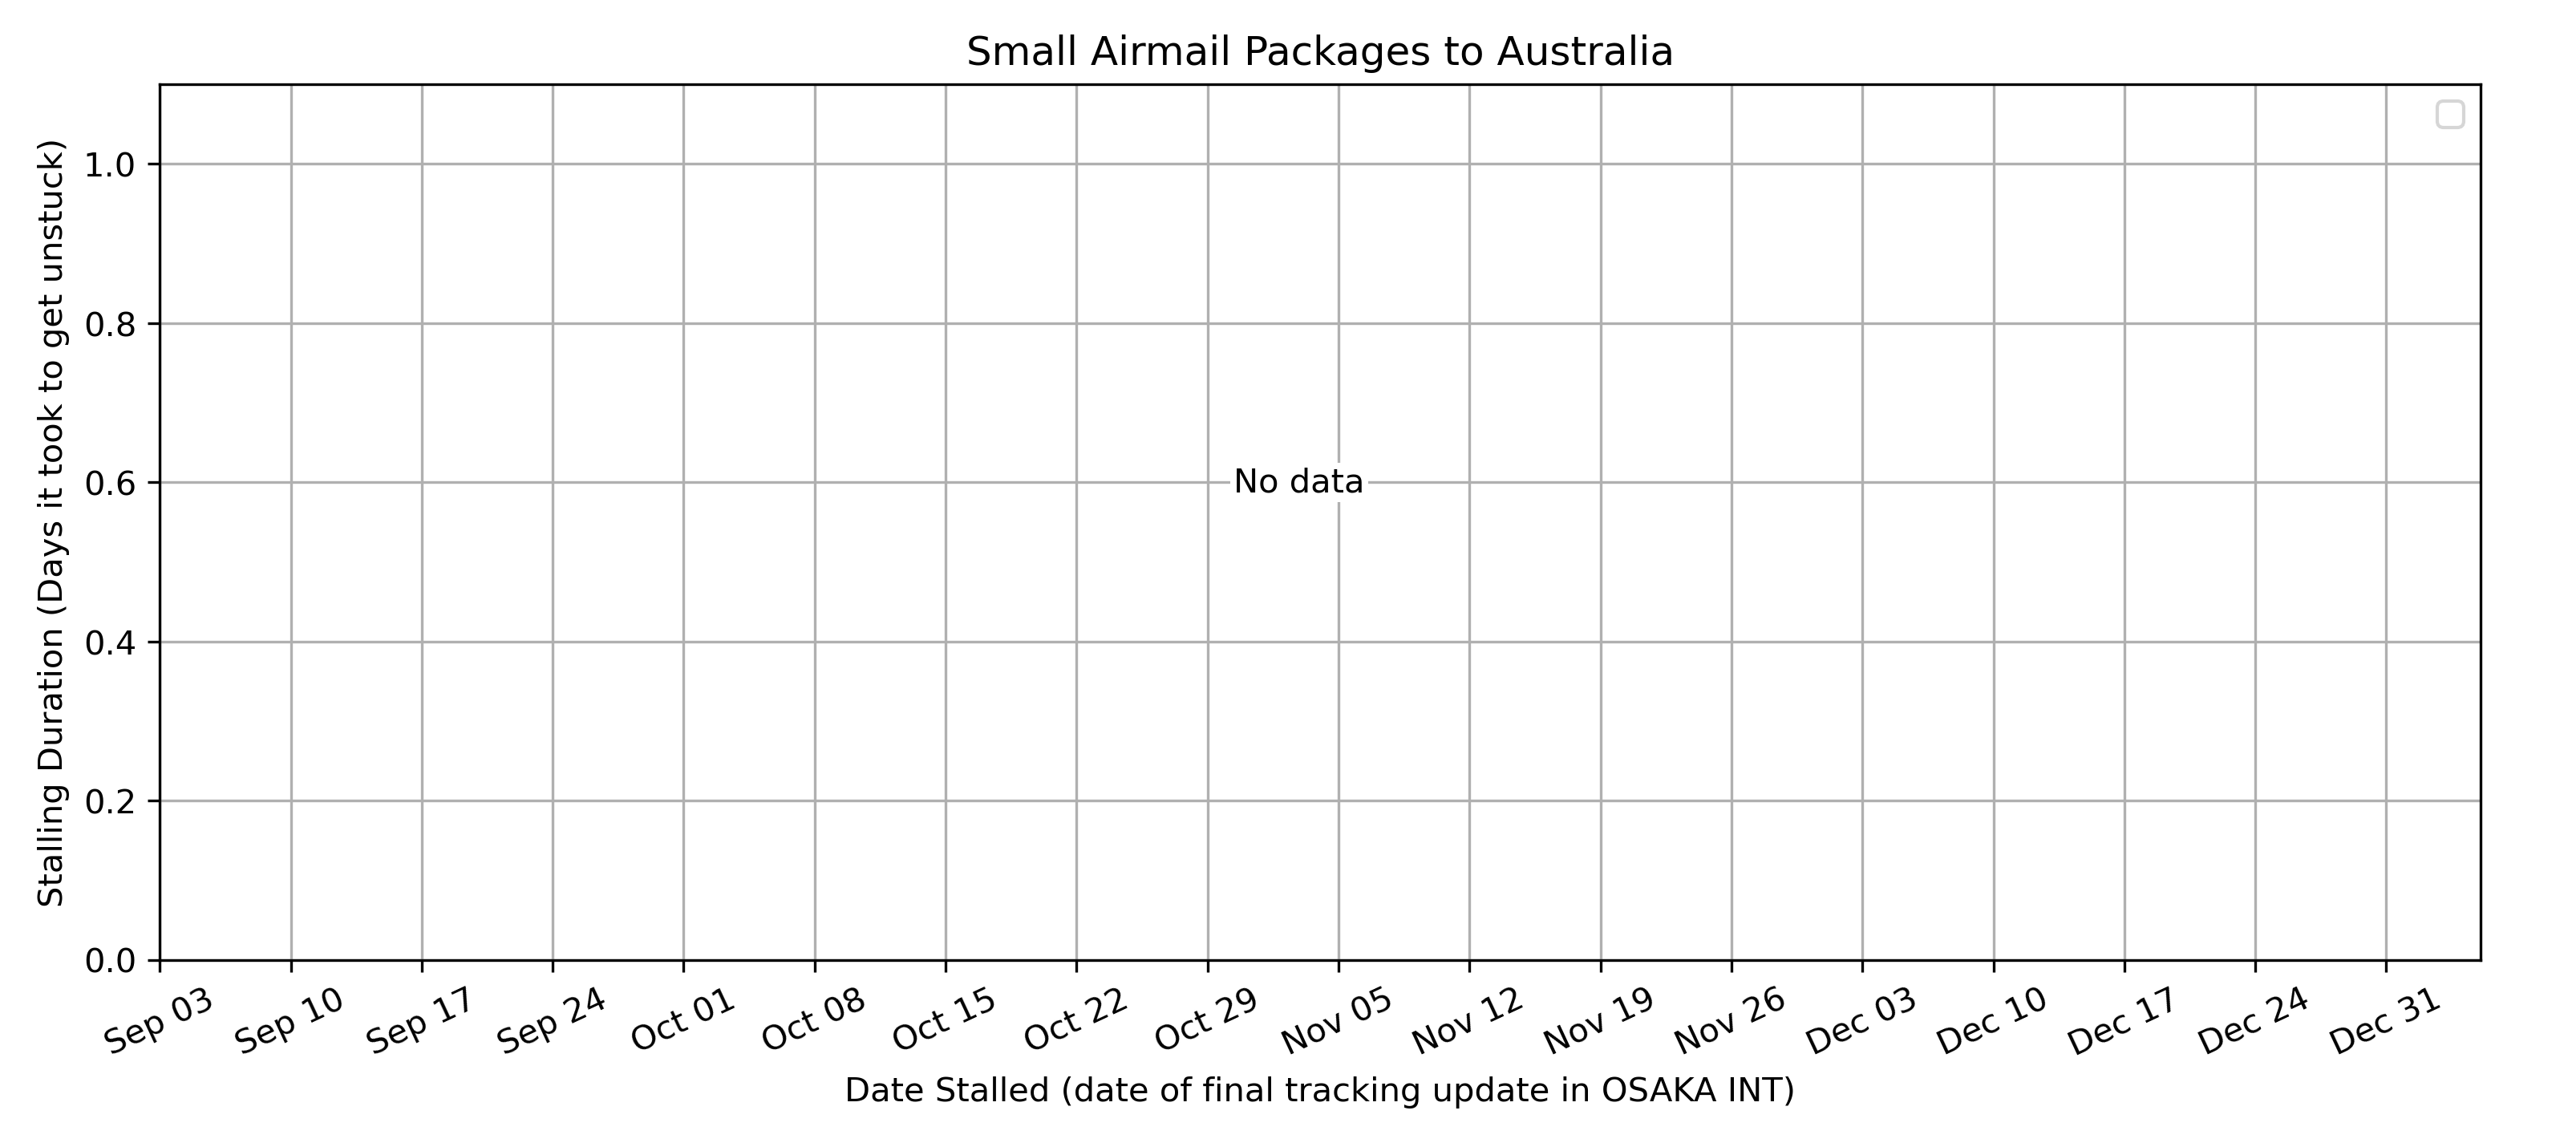 Small Airmail Packages to Australia
Stalling Duration (Days it took to get unstuck)
1.0
0.8
0.6
0.4
0.2
0.0
No data
Sep 03
Sep 10
Sep 17
Sep 24
Oct 01
Oct 08
Oct 15
Oct 22
Oct 29
Nov 05
Nov 12
Nov 19
Nov 26
Dec 03
Dec 10
Dec 17
Dec 24
Dec 31
Date Stalled (date of final tracking update in OSAKA INT)